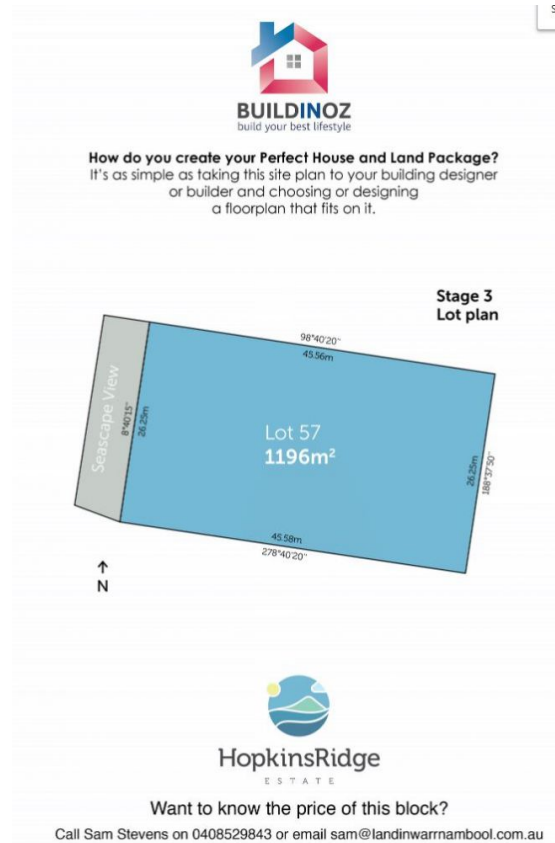 BUILDINOZ
build your best lifestyle
How do you create your Perfect House and Land Package?
It's as simple as taking this site plan to your building designer
or builder and choosing or designing
a floorplan that fits on it.
Stage 3
Lot plan
98°40'20"
45.56m
Seascape View
8°40'15"
26.25m
Lot 57
1196m²
26.25m
188°37'50"
45.58m
278°40'20"
↑
N
HopkinsRidge
ESTATE
Want to know the price of this block?
Call Sam Stevens on 0408529843 or email sam@landinwarrnambool.com.au